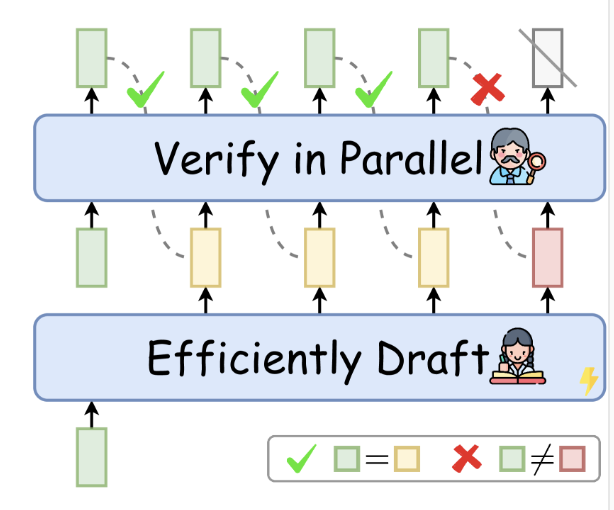 Verify in Parallel
Efficiently Draft
= ≠